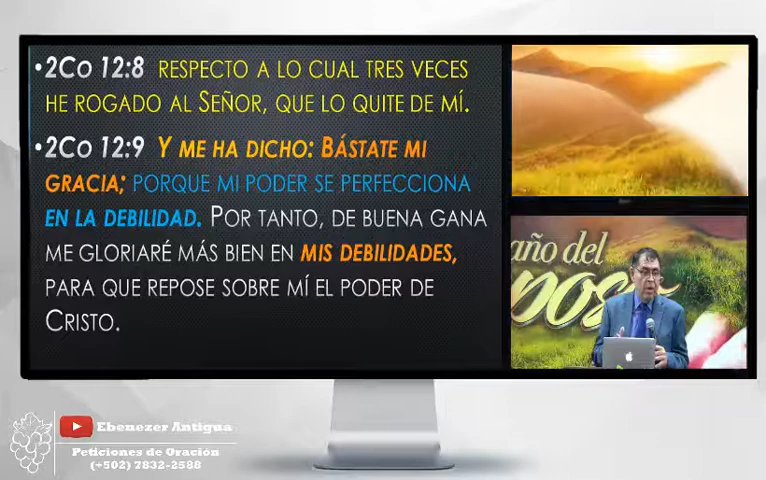 •2Co 12:8 RESPECTO A LO CUAL TRES VECES
HE ROGADO AL SEÑOR, QUE LO QUITE DE MÍ.
•2Co 12:9 Y ME HA DICHO: BÁSTATE MI
GRACIA; PORQUE MI PODER SE PERFECCIONA
EN LA DEBILIDAD. POR TANTO, DE BUENA GANA
ME GLORIARÉ MÁS BIEN EN MIS DEBILIDADES,
PARA QUE REPOSE SOBRE MÍ EL PODER DE
CRISTO.
año del
Ebenezer Antigua
Peticiones de Oración
(+502) 7832-2588